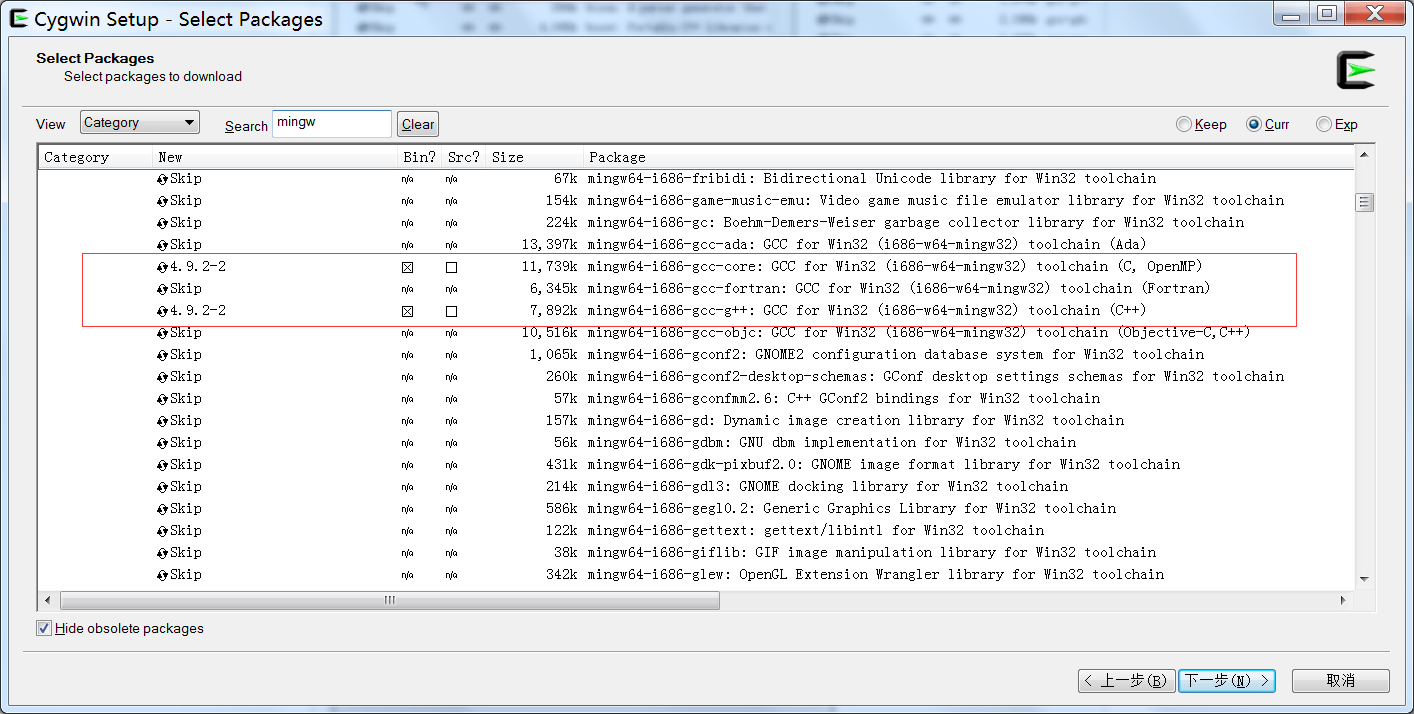 Cygwin Setup - Select Packages
Select Packages
Select packages to download
View Category Search mingw Clear Keep Curr Exp
Category New Bin? Src? Size Package
Skip n/a n/a 67k mingw64-i686-fribidi: Bidirectional Unicode library for Win32 toolchain
Skip n/a n/a 154k mingw64-i686-game-music-emu: Video game music file emulator library for Win32 toolchain
Skip n/a n/a 224k mingw64-i686-gc: Boehm-Demers-Weiser garbage collector library for Win32 toolchain
Skip n/a n/a 13,397k mingw64-i686-gcc-ada: GCC for Win32 (i686-w64-mingw32) toolchain (Ada)
4.9.2-2 11,739k mingw64-i686-gcc-core: GCC for Win32 (i686-w64-mingw32) toolchain (C, OpenMP)
Skip n/a n/a 6,345k mingw64-i686-gcc-fortran: GCC for Win32 (i686-w64-mingw32) toolchain (Fortran)
4.9.2-2 7,892k mingw64-i686-gcc-g++: GCC for Win32 (i686-w64-mingw32) toolchain (C++)
Skip n/a n/a 10,516k mingw64-i686-gcc-objc: GCC for Win32 (i686-w64-mingw32) toolchain (Objective-C,C++)
Skip n/a n/a 1,065k mingw64-i686-gconf2: GNOME2 configuration database system for Win32 toolchain
Skip n/a n/a 260k mingw64-i686-gconf2-desktop-schemas: GConf desktop settings schemas for Win32 toolchain
Skip n/a n/a 57k mingw64-i686-gconfmm2.6: C++ GConf2 bindings for Win32 toolchain
Skip n/a n/a 157k mingw64-i686-gd: Dynamic image creation library for Win32 toolchain
Skip n/a n/a 56k mingw64-i686-gdbm: GNU dbm implementation for Win32 toolchain
Skip n/a n/a 431k mingw64-i686-gdk-pixbuf2.0: GNOME image format library for Win32 toolchain
Skip n/a n/a 214k mingw64-i686-gdl3: GNOME docking library for Win32 toolchain
Skip n/a n/a 586k mingw64-i686-gegl0.2: Generic Graphics Library for Win32 toolchain
Skip n/a n/a 122k mingw64-i686-gettext: gettext/libintl for Win32 toolchain
Skip n/a n/a 38k mingw64-i686-giflib: GIF image manipulation library for Win32 toolchain
Skip n/a n/a 342k mingw64-i686-glew: OpenGL Extension Wrangler library for Win32 toolchain
Hide obsolete packages
< 上一步(B) 下一步(N) > 取消